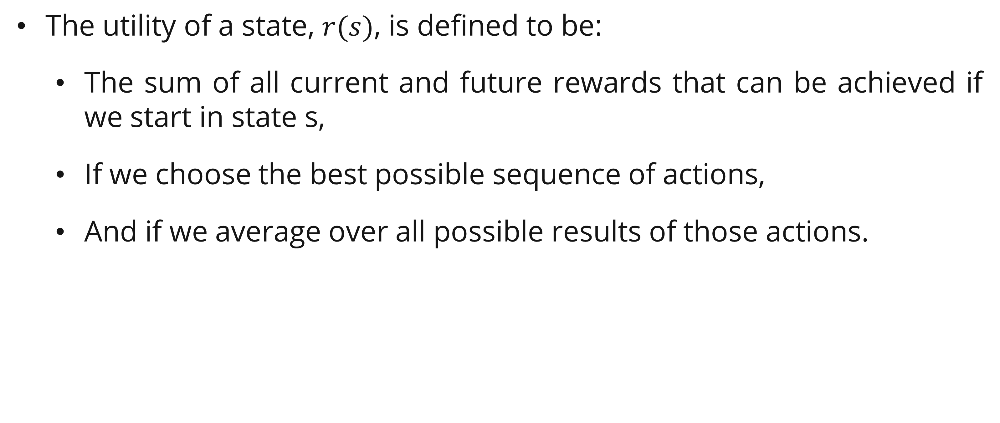 • The utility of a state, r(s), is defined to be:
• The sum of all current and future rewards that can be achieved if
we start in state s,
• If we choose the best possible sequence of actions,
• And if we average over all possible results of those actions.